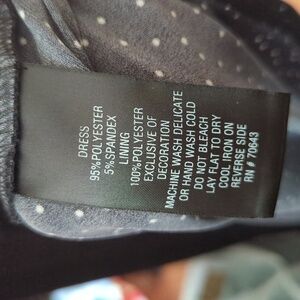 DRESS
95%POLYESTER
5%SPANDEX
LINING
100%POLYESTER
EXCLUSIVE OF
DECORATION
MACHINE WASH DELICATE
OR HAND WASH COLD
DO NOT BLEACH
LAY FLAT TO DRY
COOL IRON ON
REVERSE SIDE
RN # 70643